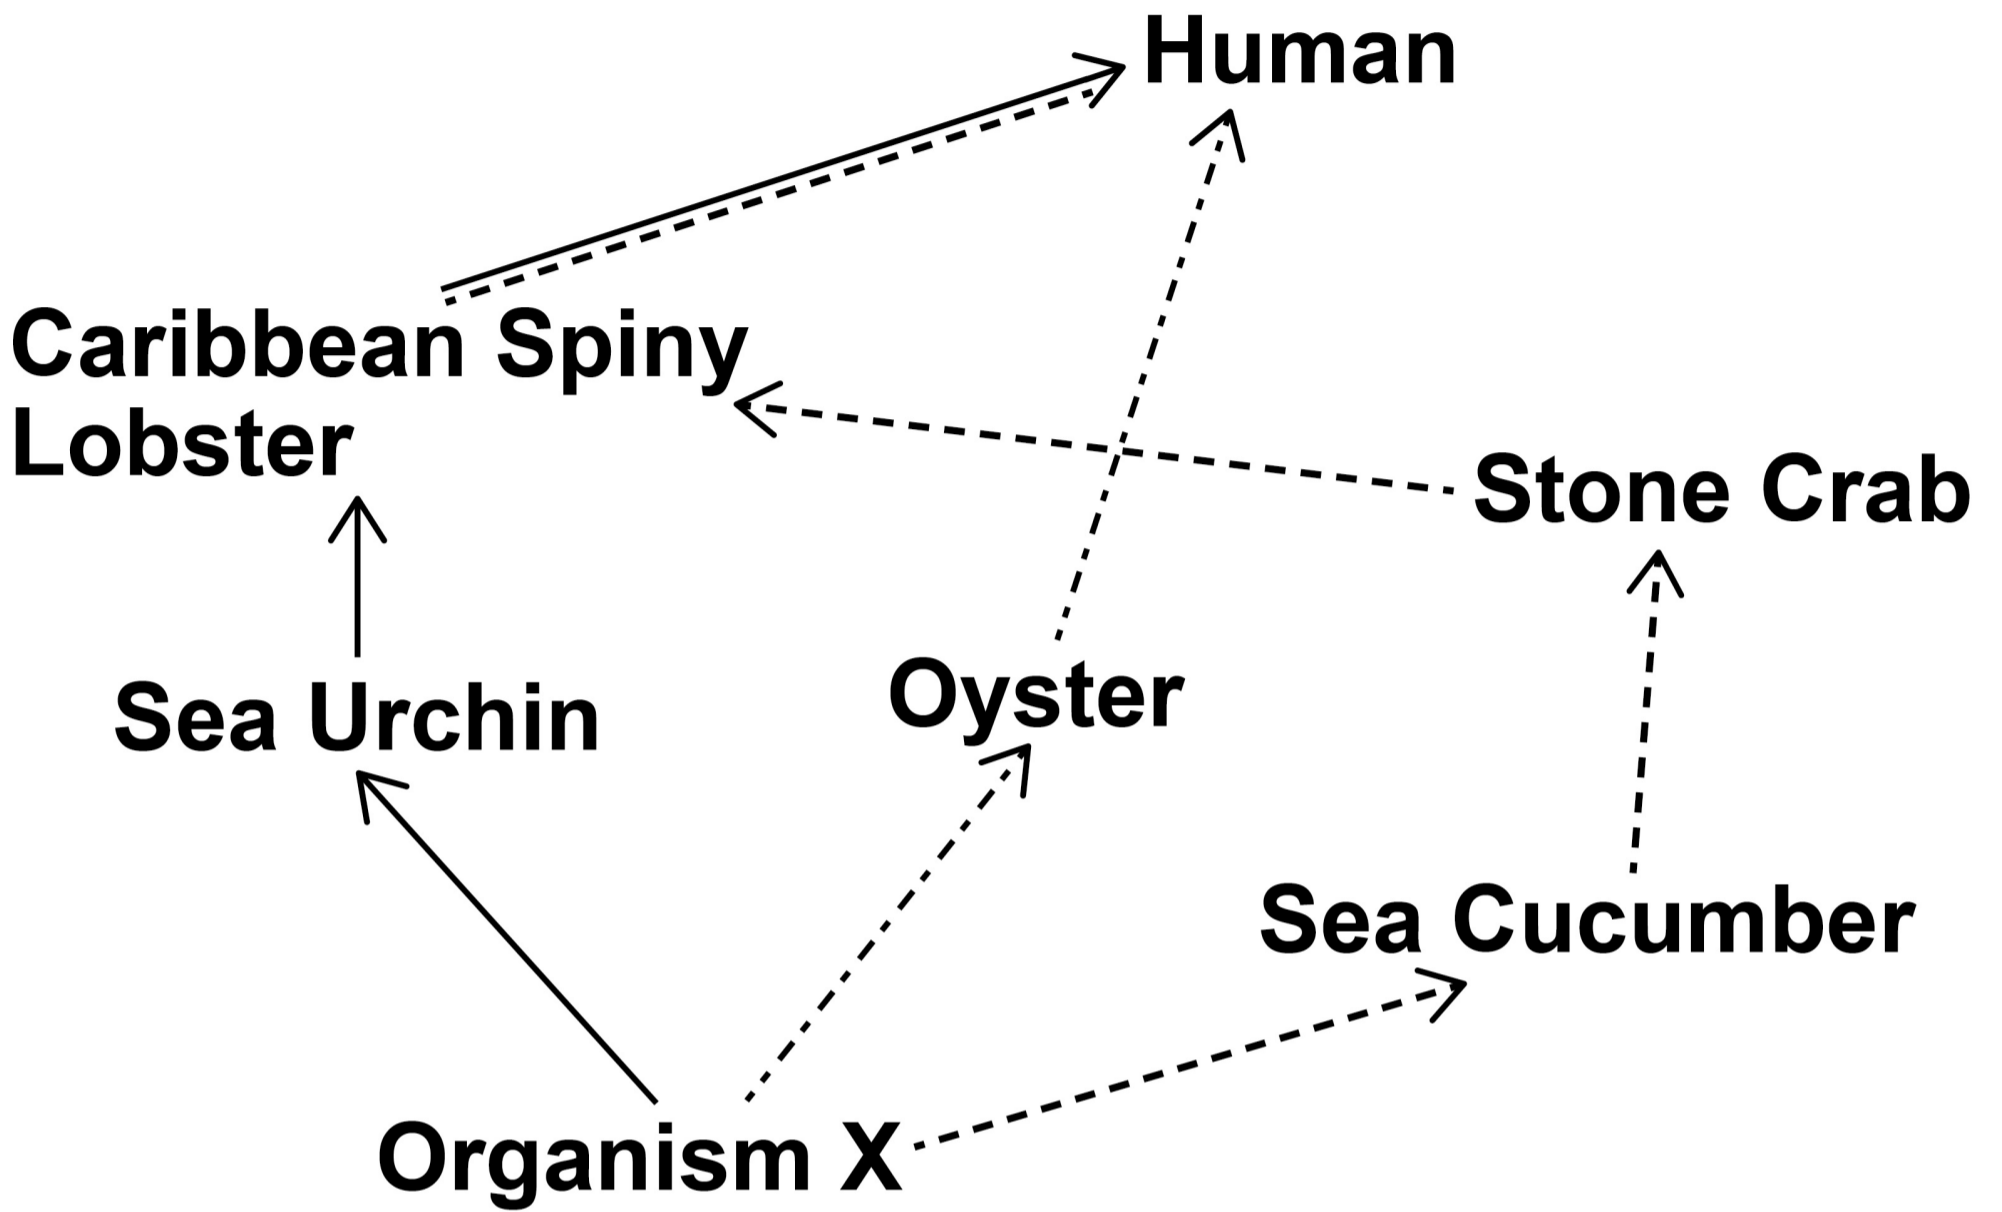 Human
Caribbean Spiny
Lobster
Stone Crab
Sea Urchin
Oyster
Sea Cucumber
Organism X